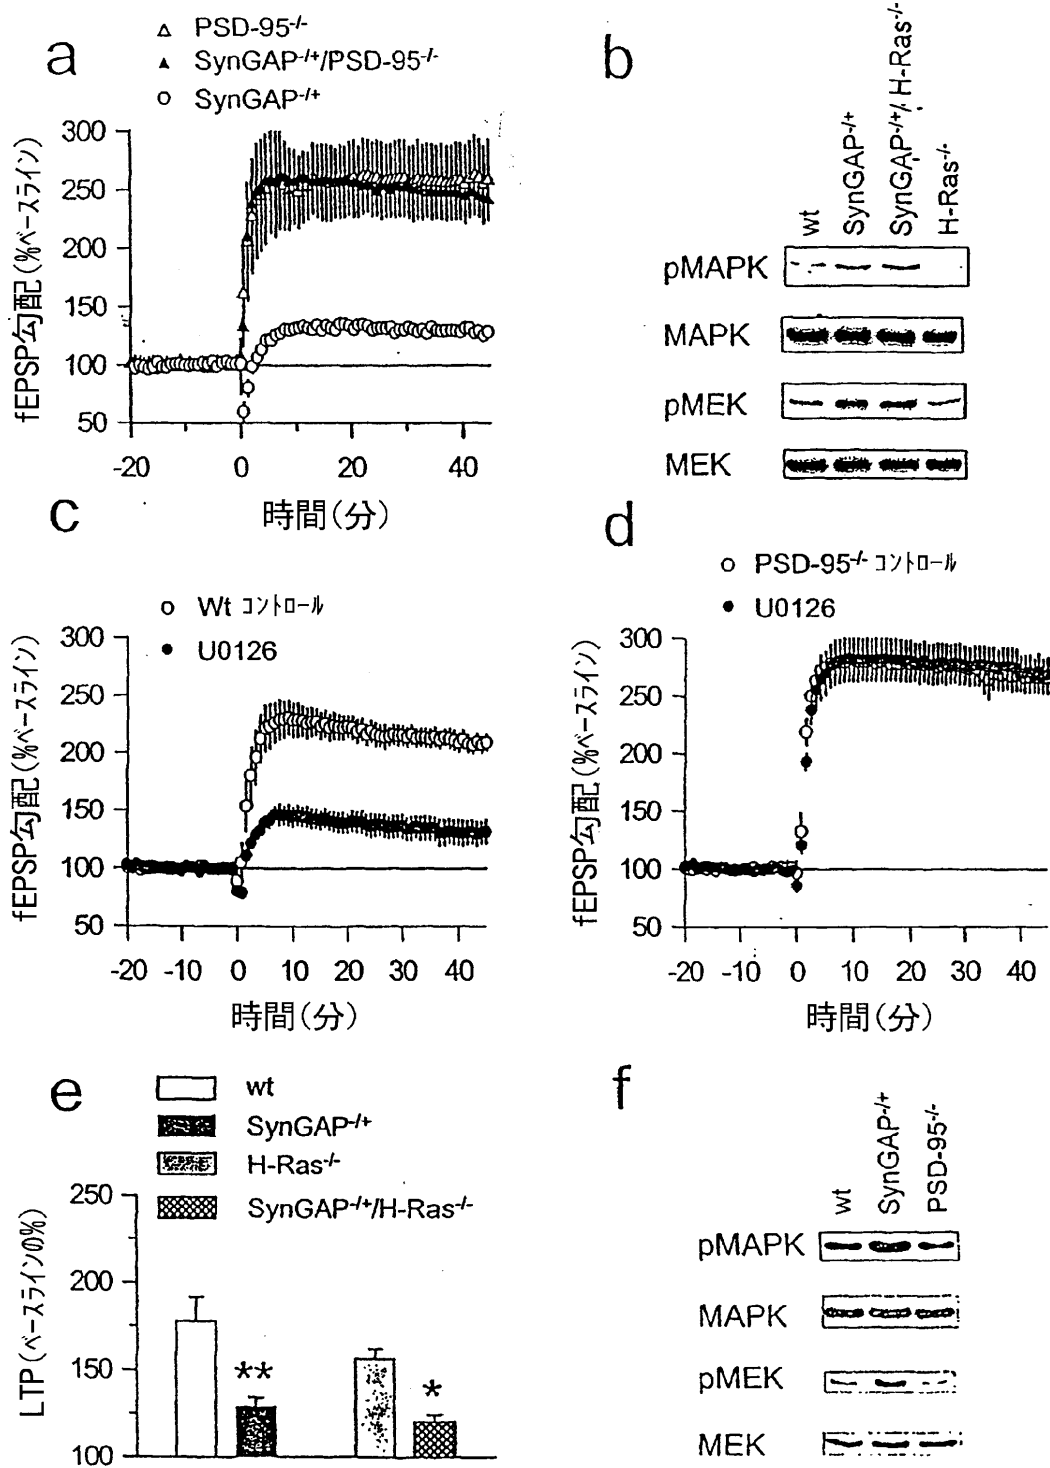 a
PSD-95-/-
SynGAP-/+/PSD-95-/-
SynGAP-/+
fEPSP勾配(%ベースライン)
300
250
200
150
100
50
-20
0
20
40
時間(分)
b
wt
SynGAP-/+
SynGAP-/+/ H-Ras-/-
H-Ras-/-
pMAPK
MAPK
pMEK
MEK
c
Wt コントロール
U0126
fEPSP勾配(%ベースライン)
300
250
200
150
100
50
-20
-10
0
10
20
30
40
時間(分)
d
PSD-95-/- コントロール
U0126
fEPSP勾配(%ベースライン)
300
250
200
150
100
50
-20
-10
0
10
20
30
40
時間(分)
e
wt
SynGAP-/+
H-Ras-/-
SynGAP-/+/H-Ras-/-
LTP(ベースラインの%)
250
200
150
100
**
*
f
wt
SynGAP-/+
PSD-95-/-
pMAPK
MAPK
pMEK
MEK